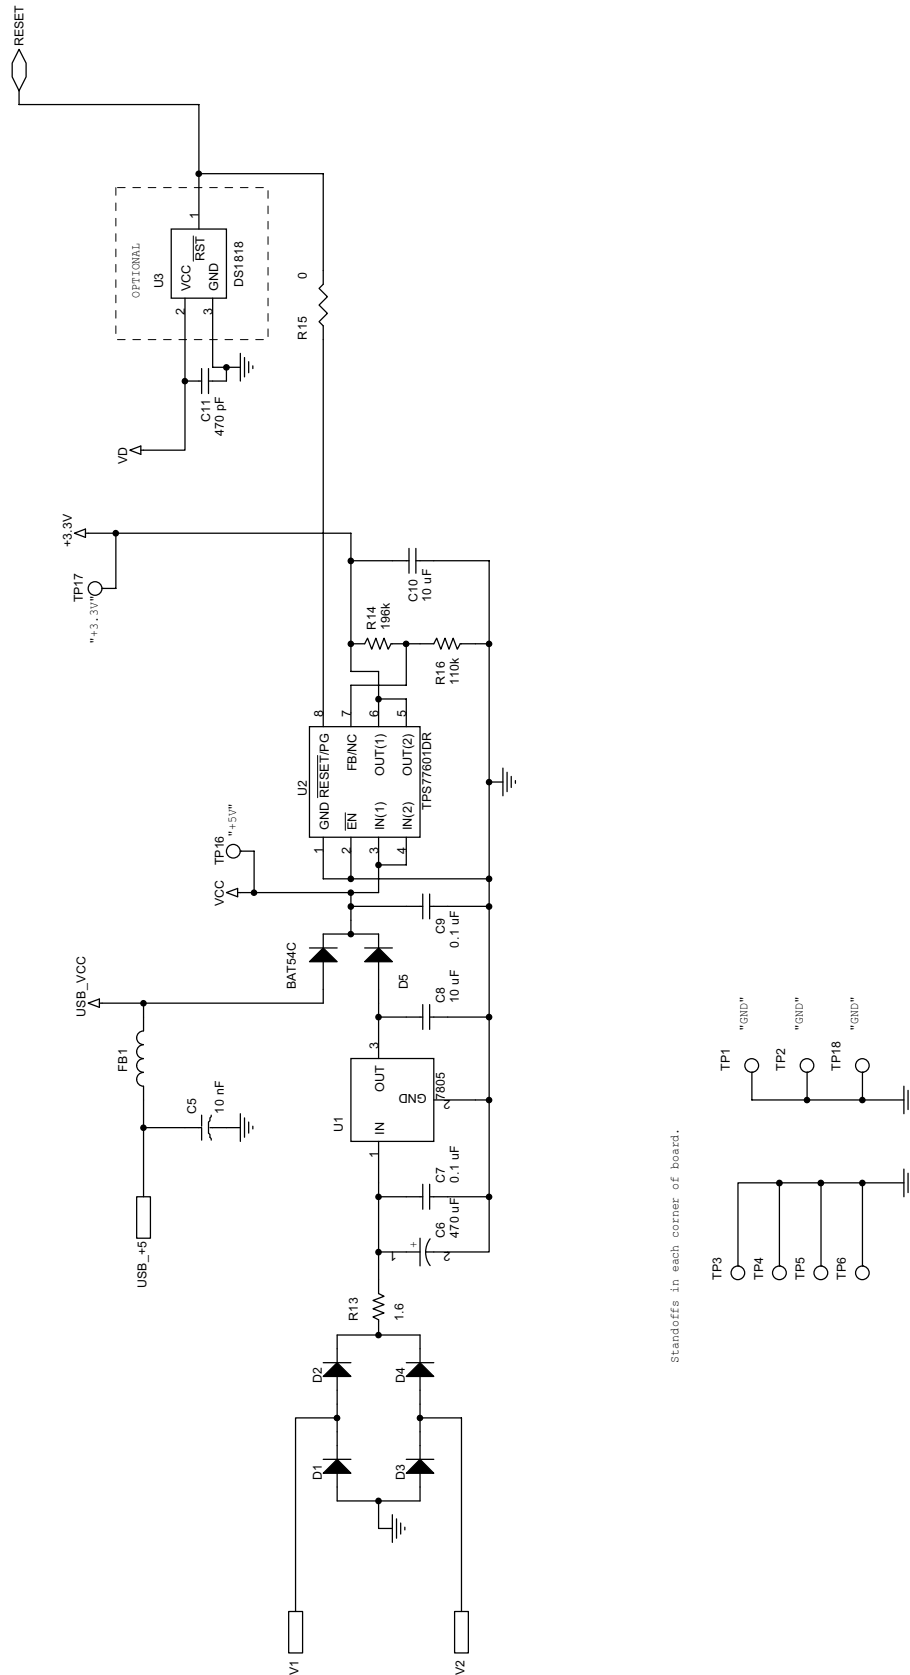 RESET
OPTIONAL
U3
VCC
RST
GND
DS1818
1
2
3
C11
470 pF
VD
R15
0
+3.3V
TP17
"+3.3V"
C10
10 uF
R14
196k
R16
110k
U2
GND RESET/PG
EN
FB/NC
IN(1)
OUT(1)
IN(2)
OUT(2)
TPS77601DR
1
2
3
4
8
7
6
5
TP16
"+5V"
VCC
USB_VCC
BAT54C
D5
C9
0.1 uF
C8
10 uF
FB1
C5
10 nF
USB_+5
U1
IN
OUT
GND
7805
1
3
2
C7
0.1 uF
C6
470 uF
1
+
2
R13
1.6
D2
D4
D1
D3
V1
V2
Standoffs in each corner of board.
TP3
TP4
TP5
TP6
TP1
"GND"
TP2
"GND"
TP18
"GND"